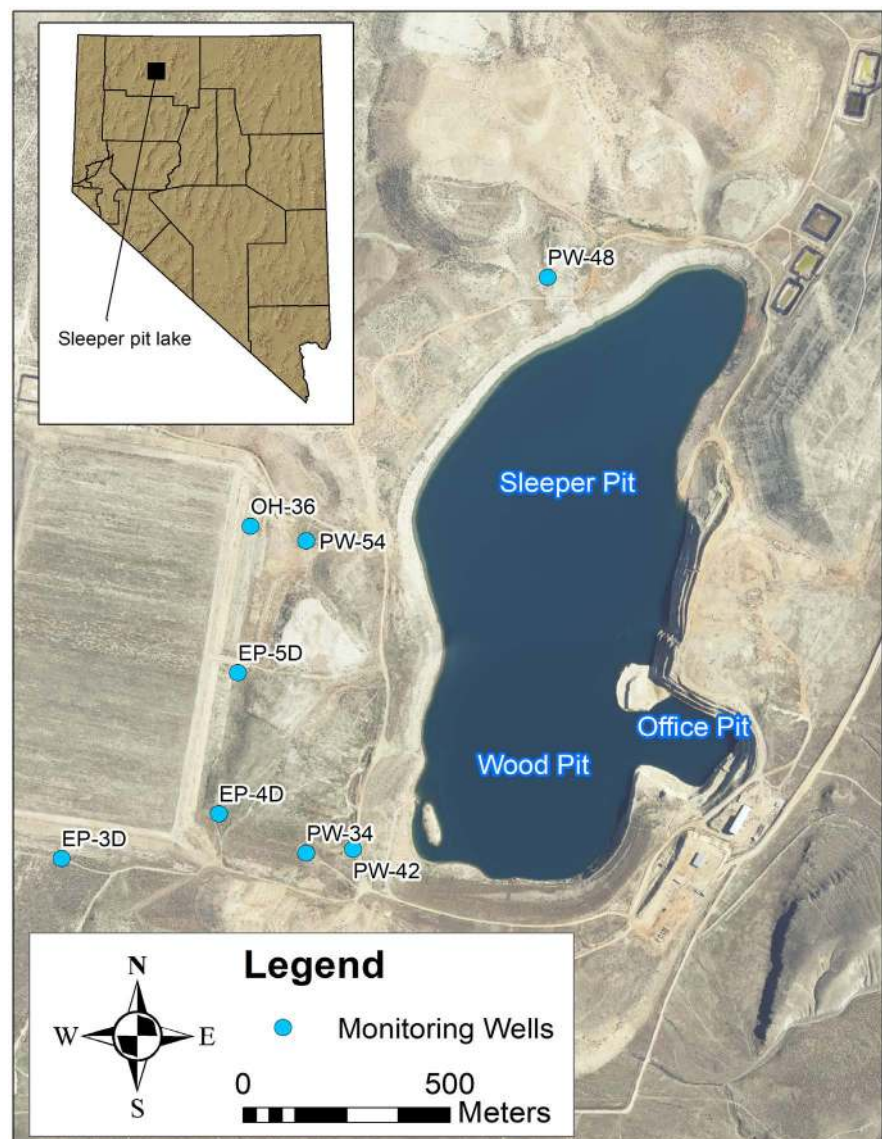 Sleeper pit lake
PW-48
Sleeper Pit
OH-36
PW-54
EP-5D
Office Pit
Wood Pit
EP-4D
PW-34
EP-3D
PW-42
Legend
N
W
E
S
Monitoring Wells
0
500
Meters